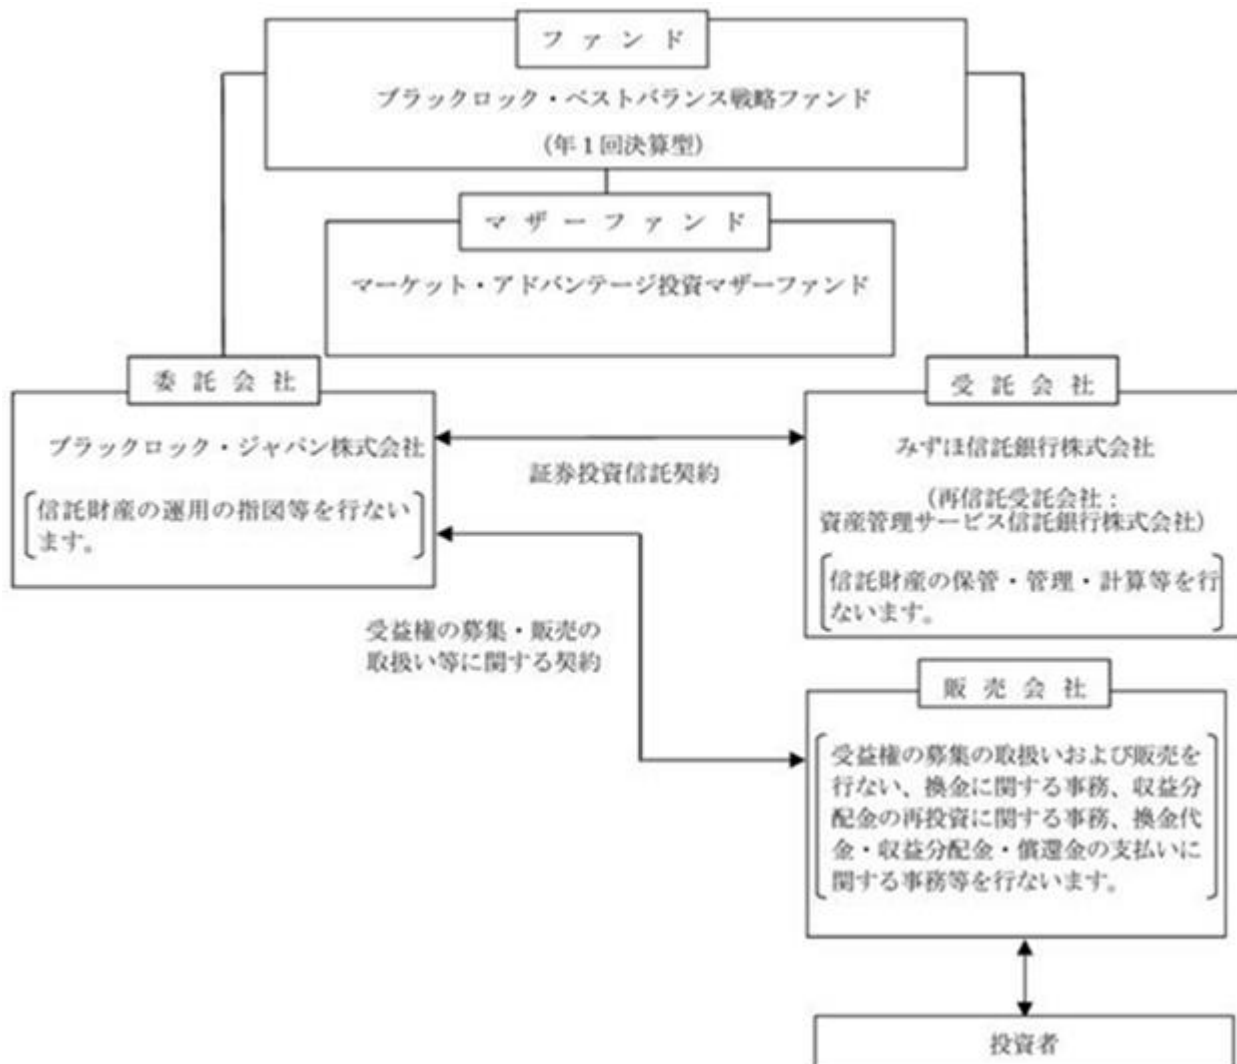 ファンド
ブラックロック・ベストバランス戦略ファンド
(年1回決算型)
マザーファンド
マーケット・アドバンテージ投資マザーファンド
委託会社
ブラックロック・ジャパン株式会社
信託財産の運用の指図等を行ない
ます。
証券投資信託契約
受託会社
みずほ信託銀行株式会社
(再信託受託会社:
資産管理サービス信託銀行株式会社)
信託財産の保管・管理・計算等を行
ないます。
受益権の募集・販売の
取扱い等に関する契約
販売会社
受益権の募集の取扱いおよび販売を
行ない、換金に関する事務、収益分
配金の再投資に関する事務、換金代
金・収益分配金・償還金の支払いに
関する事務等を行ないます。
投資者